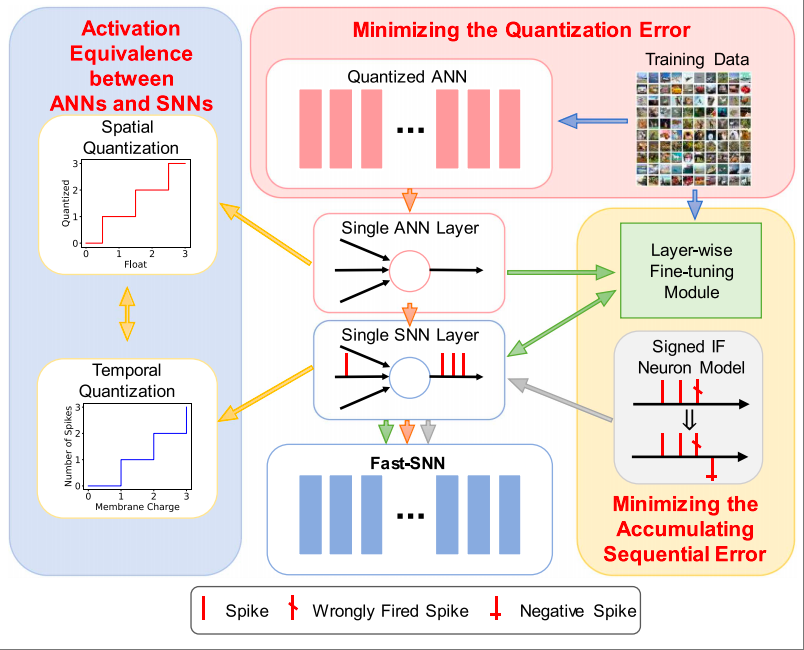 Activation
Equivalence
between
ANNs and SNNs
Spatial
Quantization
3
2
1
0
Quantized
0 1 2 3
Float
Temporal
Quantization
3
2
1
0
Number of Spikes
0 1 2 3
Membrane Charge
Minimizing the Quantization Error
Quantized ANN
...
Training Data
Single ANN Layer
Single SNN Layer
Fast-SNN
...
Layer-wise
Fine-tuning
Module
Signed IF
Neuron Model
Minimizing the
Accumulating
Sequential Error
Spike Wrongly Fired Spike Negative Spike